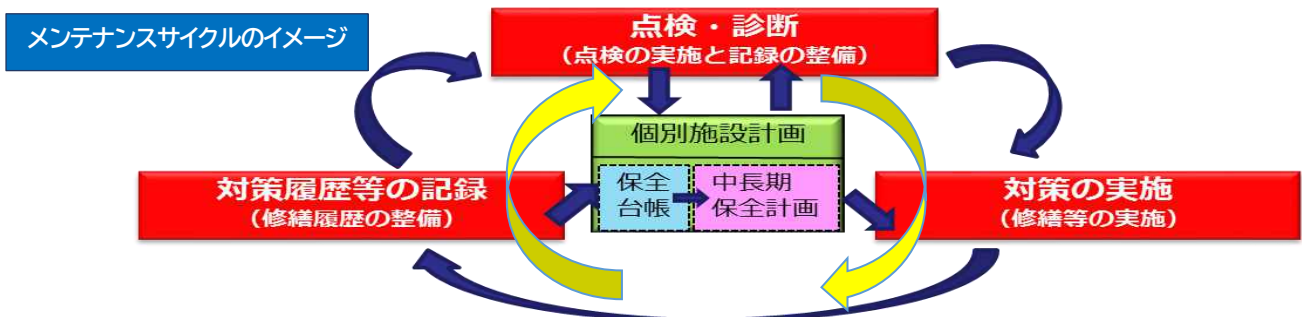 メンテナンスサイクルのイメージ
点検・診断
(点検の実施と記録の整備)
個別施設計画
保全
台帳
中長期
保全計画
対策履歴等の記録
(修繕履歴の整備)
対策の実施
(修繕等の実施)